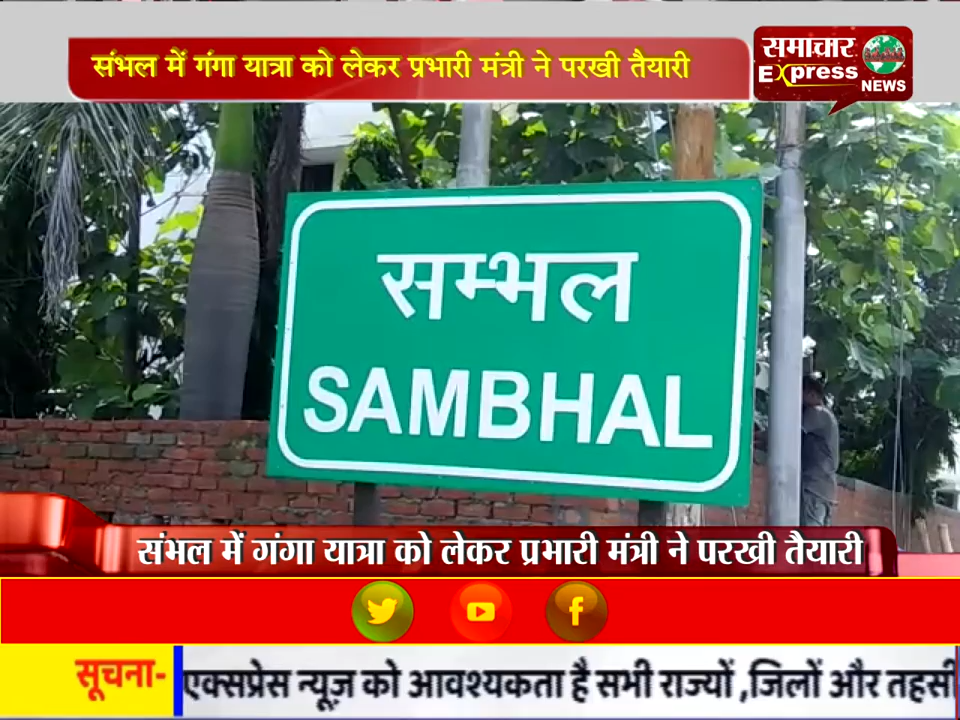 संभल में गंगा यात्रा को लेकर प्रभारी मंत्री ने परखी तैयारी
समाचार
Express
NEWS
सम्भल
SAMBHAL
संभल में गंगा यात्रा को लेकर प्रभारी मंत्री ने परखी तैयारी
सूचना- एक्सप्रेस न्यूज़ को आवश्यकता है सभी राज्यों ,जिलों और तहसी